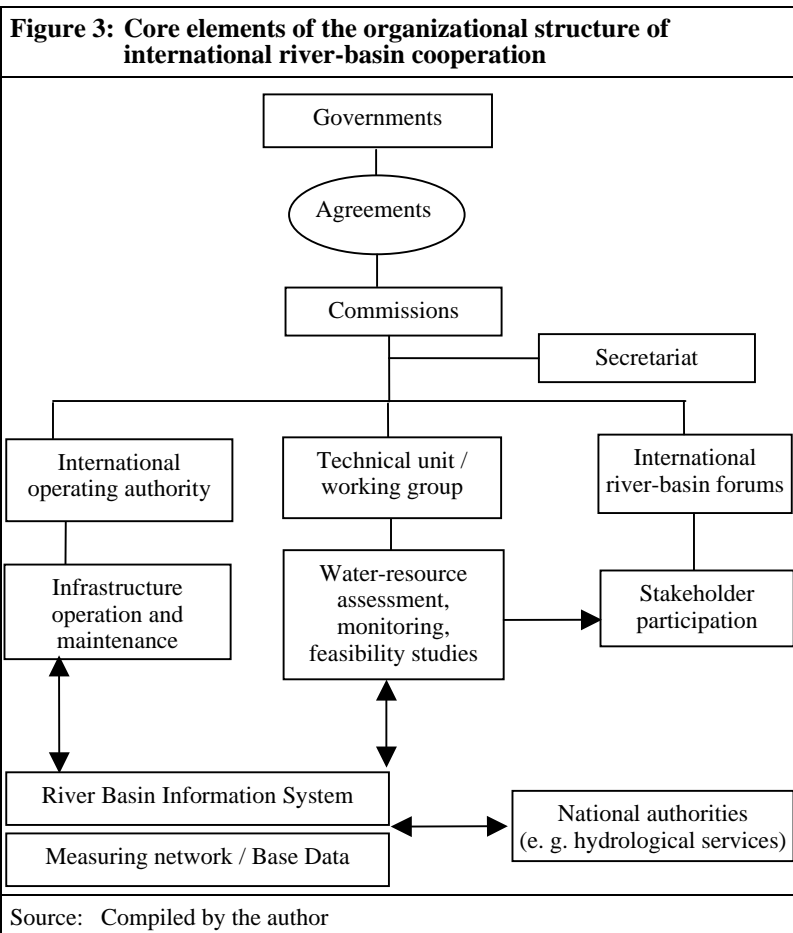 Figure 3: Core elements of the organizational structure of
international river-basin cooperation
Governments
Agreements
Commissions
Secretariat
International
operating authority
Technical unit /
working group
International
river-basin forums
Infrastructure
operation and
maintenance
Water-resource
assessment,
monitoring,
feasibility studies
Stakeholder
participation
River Basin Information System
Measuring network / Base Data
National authorities
(e. g. hydrological services)
Source: Compiled by the author